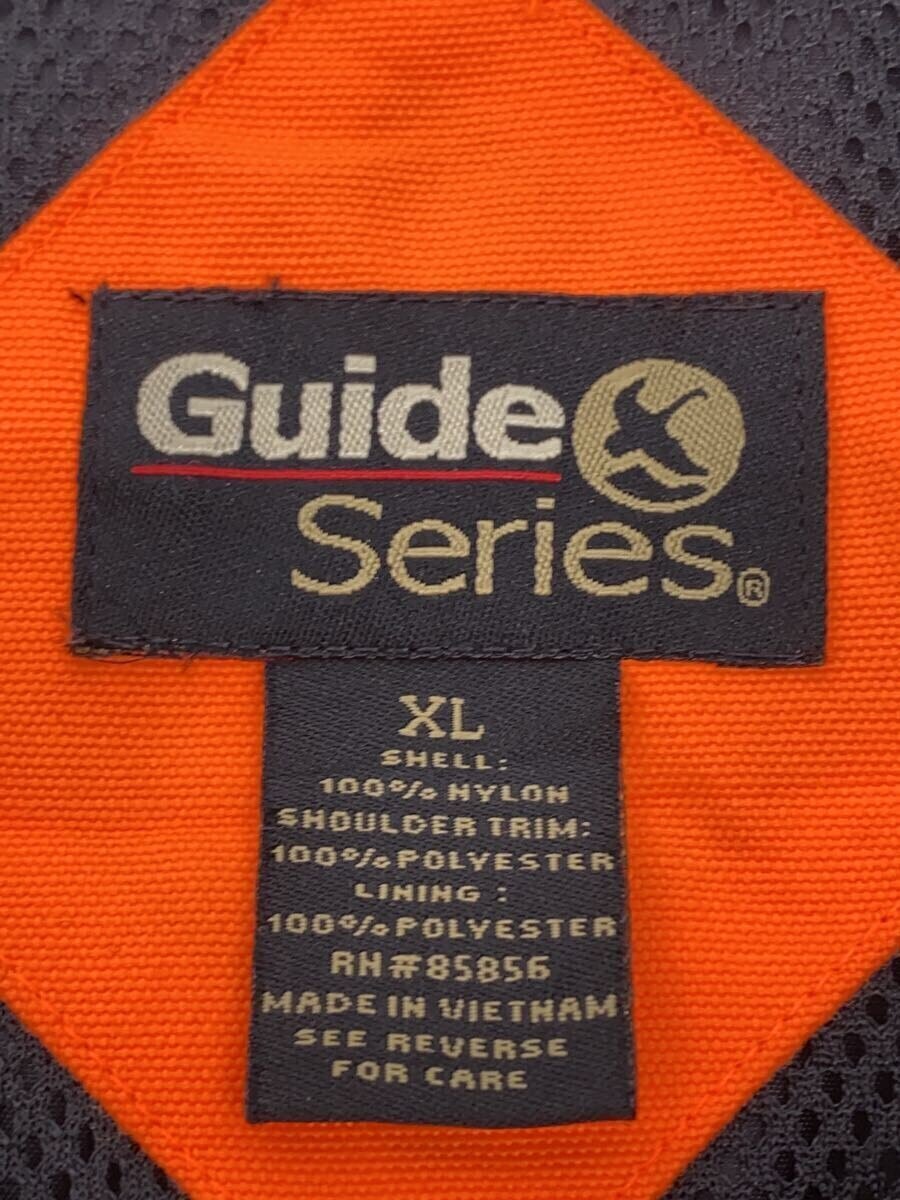 Guide
Series®
XL
SHELL:
100% NYLON
SHOULDER TRIM:
100% POLYESTER
LINING :
100% POLYESTER
RN#85856
MADE IN VIETNAM
SEE REVERSE
FOR CARE